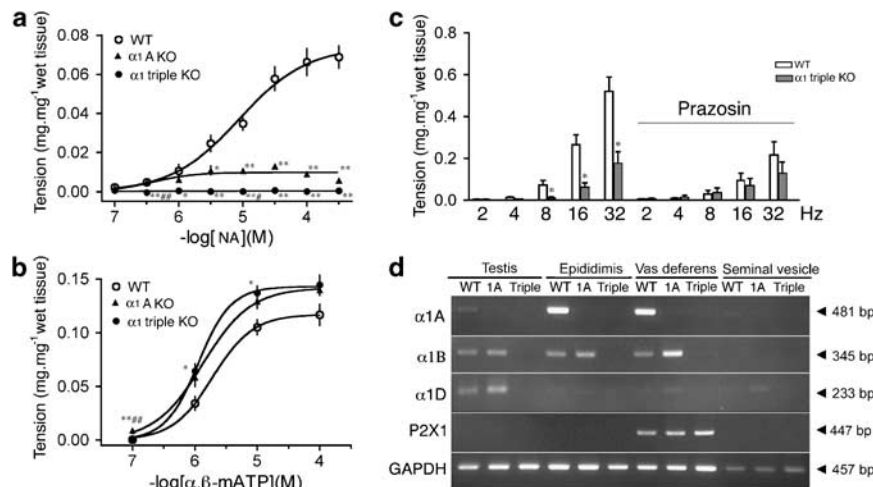 a
WT
α1 A KO
α1 triple KO
Tension (mg.mg-1 wet tissue)
0.08
0.06
0.04
0.02
0.00
* ** ** ** **
**## * **# ** ** **
7 6 5 4
-log[NA](M)
b
WT
α1 A KO
α1 triple KO
Tension (mg.mg-1 wet tissue)
0.15
0.10
0.05
0.00
**##
*
*
7 6 5 4
-log[α,β-mATP](M)
c
WT
α1 triple KO
Prazosin
Tension (mg.mg-1 wet tissue)
0.8
0.6
0.4
0.2
0.0
* * *
2 4 8 16 32 2 4 8 16 32 Hz
d
Testis Epididimis Vas deferens Seminal vesicle
WT 1A Triple WT 1A Triple WT 1A Triple WT 1A Triple
α1A 481 bp
α1B 345 bp
α1D 233 bp
P2X1 447 bp
GAPDH 457 bp